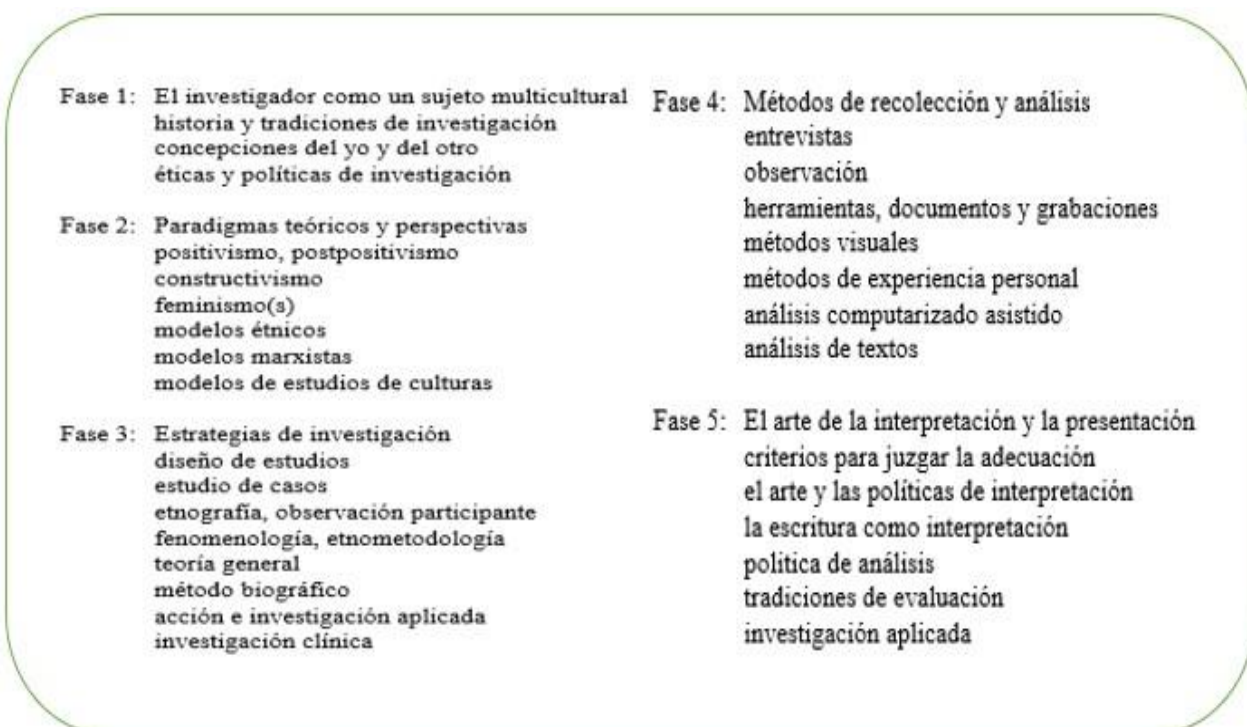 Fase 1: El investigador como un sujeto multicultural
historia y tradiciones de investigación
concepciones del yo y del otro
éticas y políticas de investigación
Fase 2: Paradigmas teóricos y perspectivas
positivismo, postpositivismo
constructivismo
feminismo(s)
modelos étnicos
modelos marxistas
modelos de estudios de culturas
Fase 3: Estrategias de investigación
diseño de estudios
estudio de casos
etnografía, observación participante
fenomenología, etnometodología
teoría general
método biográfico
acción e investigación aplicada
investigación clínica
Fase 4: Métodos de recolección y análisis
entrevistas
observación
herramientas, documentos y grabaciones
métodos visuales
métodos de experiencia personal
análisis computarizado asistido
análisis de textos
Fase 5: El arte de la interpretación y la presentación
criterios para juzgar la adecuación
el arte y las políticas de interpretación
la escritura como interpretación
politica de análisis
tradiciones de evaluación
investigación aplicada